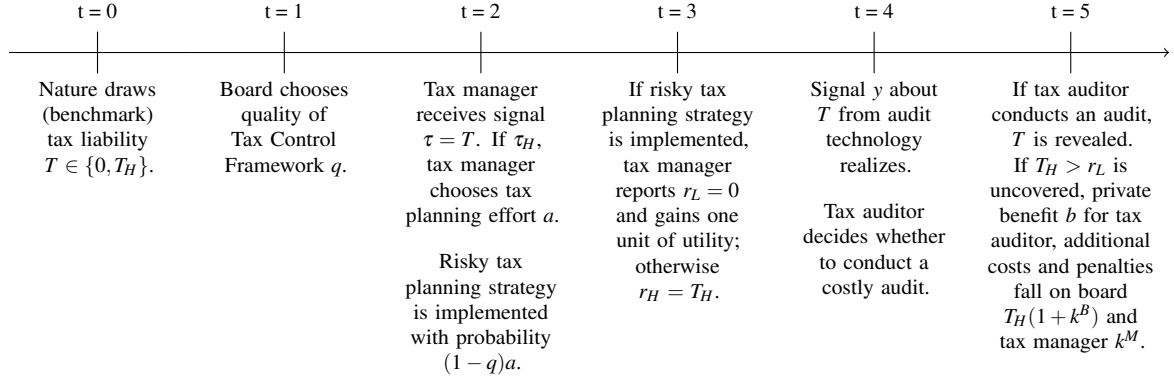 t = 0
t = 1
t = 2
t = 3
t = 4
t = 5
Nature draws
(benchmark)
tax liability
T ∈ {0, T_H}.
Board chooses
quality of
Tax Control
Framework q.
Tax manager
receives signal
τ = T. If τ_H,
tax manager
chooses tax
planning effort a.
Risky tax
planning strategy
is implemented
with probability
(1 − q)a.
If risky tax
planning strategy
is implemented,
tax manager
reports r_L = 0
and gains one
unit of utility;
otherwise
r_H = T_H.
Signal y about
T from audit
technology
realizes.
Tax auditor
decides whether
to conduct a
costly audit.
If tax auditor
conducts an audit,
T is revealed.
If T_H > r_L is
uncovered, private
benefit b for tax
auditor, additional
costs and penalties
fall on board
T_H(1 + k^B) and
tax manager k^M.